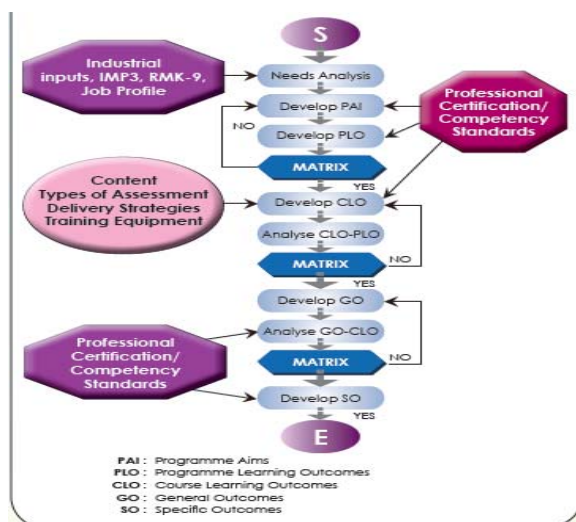 S
Industrial
inputs, IMP3, RMK-9,
Job Profile
Needs Analysis
Develop PAI
Professional
Certification/
Competency
Standards
NO
Develop PLO
MATRIX
YES
Content
Types of Assessment
Delivery Strategies
Training Equipment
Develop CLO
Analyse CLO-PLO
MATRIX
NO
YES
Develop GO
Professional
Certification/
Competency
Standards
Analyse GO-CLO
MATRIX
NO
Develop SO
YES
E
PAI : Programme Aims
PLO : Programme Learning Outcomes
CLO : Course Learning Outcomes
GO : General Outcomes
SO : Specific Outcomes